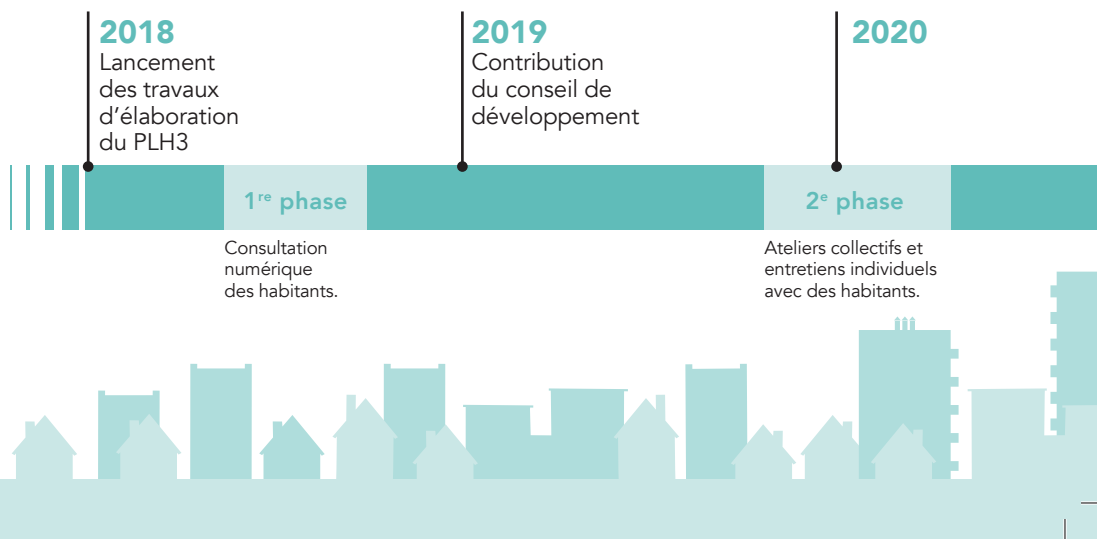 2018
Lancement
des travaux
d'élaboration
du PLH3
2019
Contribution
du conseil de
développement
2020
1re phase
Consultation
numérique
des habitants.
2e phase
Ateliers collectifs et
entretiens individuels
avec des habitants.